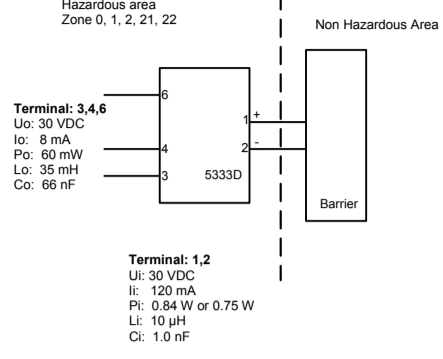 Hazardous area
Zone 0, 1, 2, 21, 22
Non Hazardous Area
Terminal: 3,4,6
Uo: 30 VDC
Io: 8 mA
Po: 60 mW
Lo: 35 mH
Co: 66 nF
6
4
3
1
+
2
-
5333D
Barrier
Terminal: 1,2
Ui: 30 VDC
Ii: 120 mA
Pi: 0.84 W or 0.75 W
Li: 10 µH
Ci: 1.0 nF